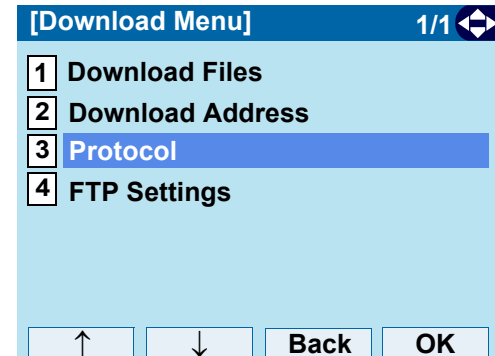 [Download Menu] 1/1
1 Download Files
2 Download Address
3 Protocol
4 FTP Settings
↑ ↓ Back OK